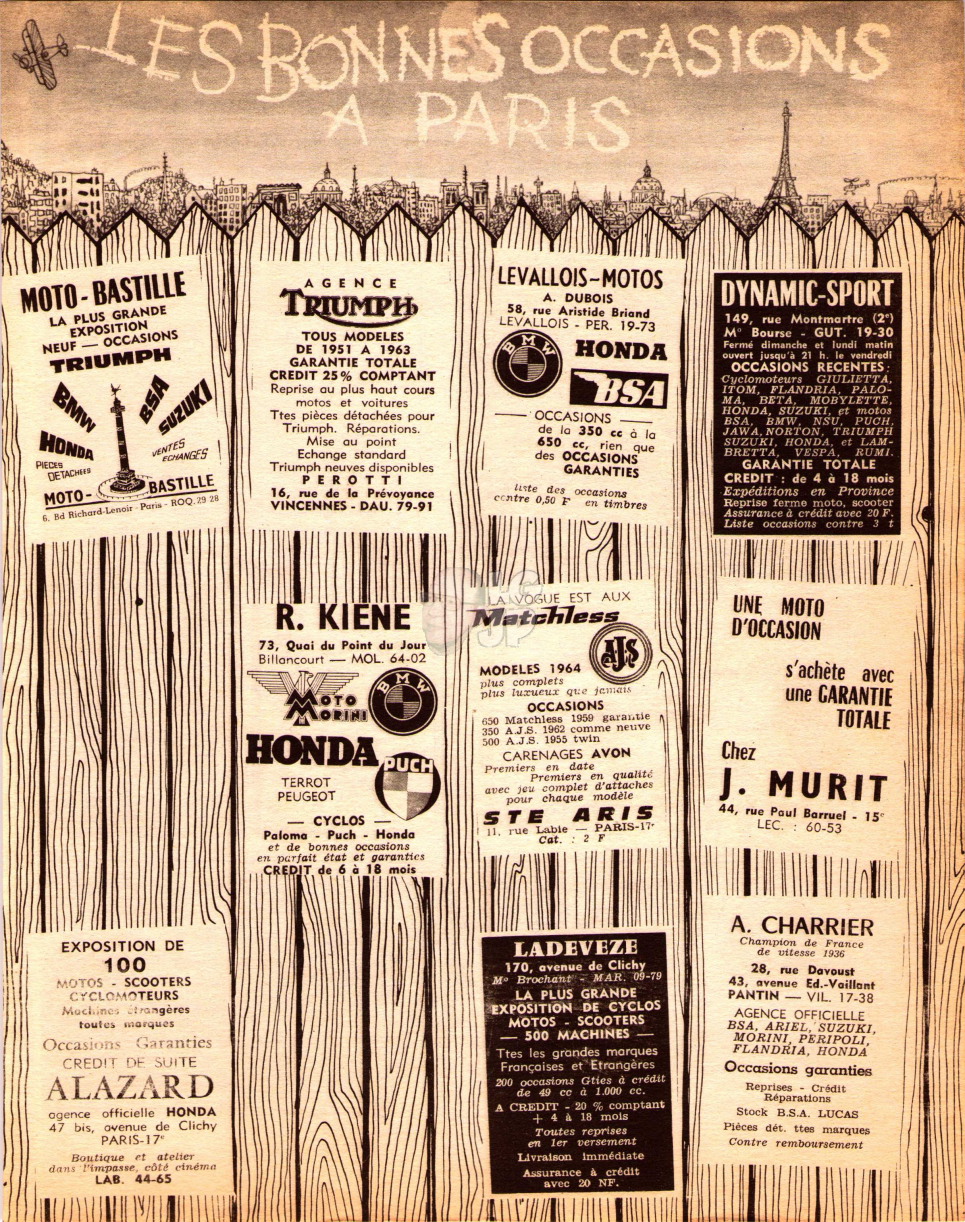 LES BONNES OCCASIONS
A PARIS
MOTO - BASTILLE
LA PLUS GRANDE
EXPOSITION
NEUF — OCCASIONS
TRIUMPH
BMW
BSA
SUZUKI
HONDA
PIECES
DETACHEES
VENTES
ECHANGES
MOTO - BASTILLE
6, Bd Richard-Lenoir - Paris - ROQ. 29 28
AGENCE
TRIUMPH
TOUS MODELES
DE 1951 A 1963
GARANTIE TOTALE
CREDIT 25% COMPTANT
Reprise au plus haut cours
motos et voitures
Ttes pièces détachées pour
Triumph. Réparations.
Mise au point
Echange standard
Triumph neuves disponibles
PEROTTI
16, rue de la Prévoyance
VINCENNES - DAU. 79-91
LEVALLOIS-MOTOS
A. DUBOIS
58, rue Aristide Briand
LEVALLOIS - PER. 19-73
BMW
HONDA
BSA
— OCCASIONS —
de la 350 cc à la
650 cc, rien que
des OCCASIONS
GARANTIES
liste des occasions
contre 0,50 F en timbres
DYNAMIC-SPORT
149, rue Montmartre (2e)
Mo Bourse - GUT. 19-30
Fermé dimanche et lundi matin
ouvert jusqu'à 21 h. le vendredi
OCCASIONS RECENTES :
Cyclomoteurs GIULIETTA,
ITOM, FLANDRIA, PALO-
MA, BETA, MOBYLETTE,
HONDA, SUZUKI, et motos
BSA, BMW, NSU, PUCH,
JAWA, NORTON, TRIUMPH
SUZUKI, HONDA, et LAM-
BRETTA, VESPA, RUMI.
GARANTIE TOTALE
CREDIT : de 4 à 18 mois
Expéditions en Province
Reprise ferme moto, scooter
Assurance à crédit avec 20 F.
Liste occasions contre 3 t
R. KIENE
73, Quai du Point du Jour
Billancourt — MOL. 64-02
MOTO
MORINI
BMW
HONDA
PUCH
TERROT
PEUGEOT
— CYCLOS —
Paloma - Puch - Honda
et de bonnes occasions
en parfait état et garanties
CREDIT de 6 à 18 mois
LA VOGUE EST AUX
Matchless
AJS
MODELES 1964
plus complets
plus luxueux que jamais
OCCASIONS
650 Matchless 1959 garantie
350 A.J.S. 1962 comme neuve
500 A.J.S. 1955 twin
CARENAGES AVON
Premiers en date
Premiers en qualité
avec jeu complet d'attaches
pour chaque modèle
STE ARIS
11, rue Labie — PARIS-17e
Cat. : 2 F
UNE MOTO
D'OCCASION
s'achète avec
une GARANTIE
TOTALE
Chez
J. MURIT
44, rue Paul Barruel - 15e
LEC. : 60-53
EXPOSITION DE
100
MOTOS - SCOOTERS
CYCLOMOTEURS
Machines étrangères
toutes marques
Occasions Garanties
CREDIT DE SUITE
ALAZARD
agence officielle HONDA
47 bis, avenue de Clichy
PARIS-17e
Boutique et atelier
dans l'impasse, côté cinéma
LAB. 44-65
LADEVEZE
170, avenue de Clichy
Mo Brochant - MAR. 09-79
LA PLUS GRANDE
EXPOSITION DE CYCLOS
MOTOS - SCOOTERS
— 500 MACHINES —
Ttes les grandes marques
Françaises et Etrangères
200 occasions Gties à crédit
de 49 cc à 1.000 cc.
A CREDIT - 20 % comptant
+ 4 à 18 mois
Toutes reprises
en 1er versement
Livraison immédiate
Assurance à crédit
avec 20 NF.
A. CHARRIER
Champion de France
de vitesse 1936
28, rue Davoust
43, avenue Ed.-Vaillant
PANTIN — VIL. 17-38
AGENCE OFFICIELLE
BSA, ARIEL, SUZUKI,
MORINI, PERIPOLI,
FLANDRIA, HONDA
Occasions garanties
Reprises - Crédit
Réparations
Stock B.S.A. LUCAS
Pièces dét. ttes marques
Contre remboursement